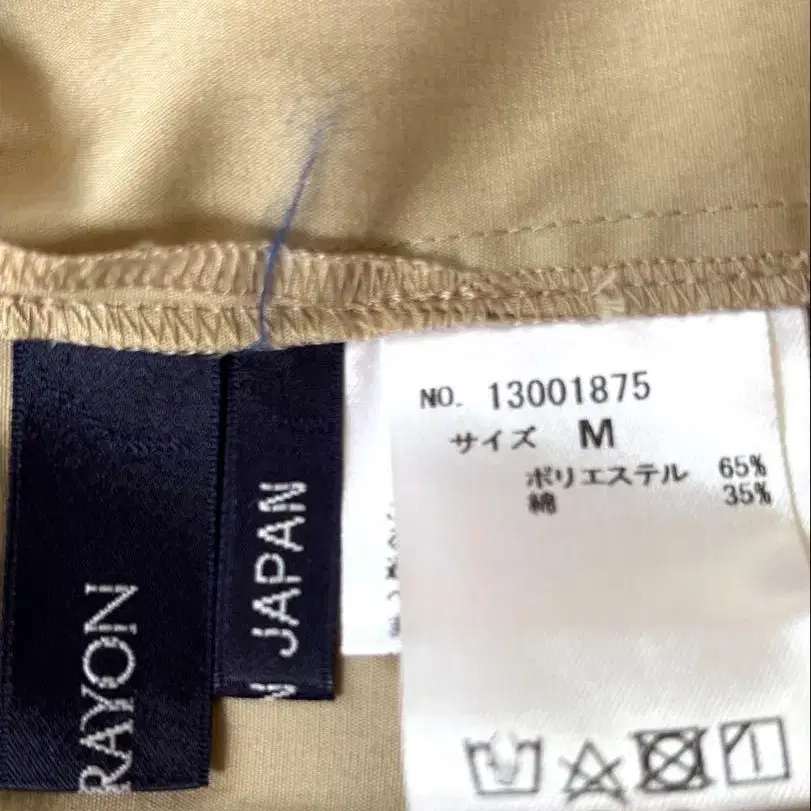 NO. 13001875
サイズ M
ポリエステル 65%
綿 35%
RAYON
JAPAN